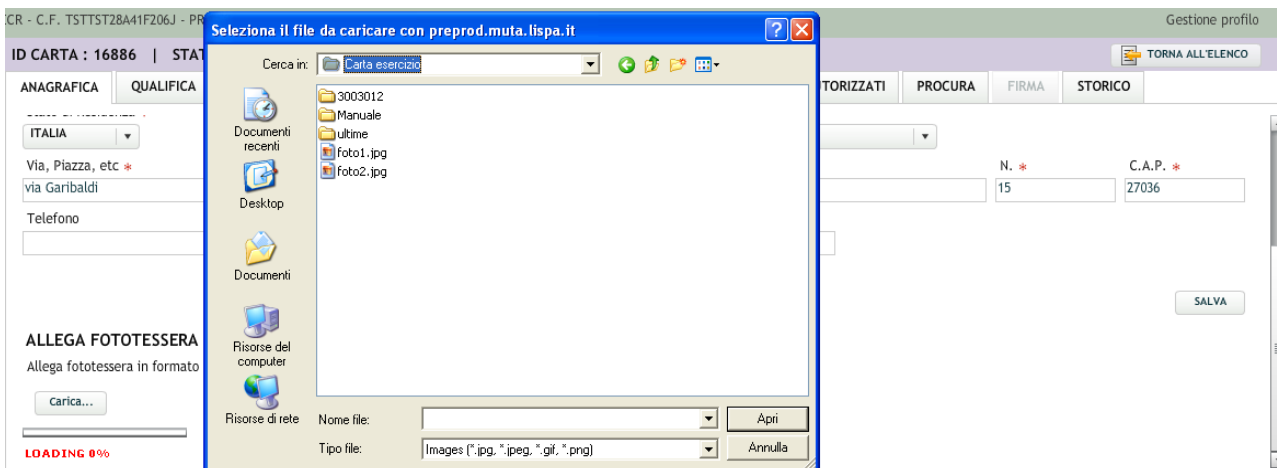 CR - C.F. TSTTST28A41F206J - PR
Gestione profilo
ID CARTA : 16886 | STAT
TORNA ALL'ELENCO
ANAGRAFICA QUALIFICA TORIZZATI PROCURA FIRMA STORICO
ITALIA
Via, Piazza, etc * N. * C.A.P. *
via Garibaldi 15 27036
Telefono
SALVA
ALLEGA FOTOTESSERA
Allega fototessera in formato
Carica...
LOADING 0%
Seleziona il file da caricare con preprod.muta.lispa.it
Cerca in: Carta esercizio
Documenti recenti
Desktop
Documenti
Risorse del computer
Risorse di rete
3003012
Manuale
ultime
foto1.jpg
foto2.jpg
Nome file: Apri
Tipo file: Images (*.jpg, *.jpeg, *.gif, *.png) Annulla